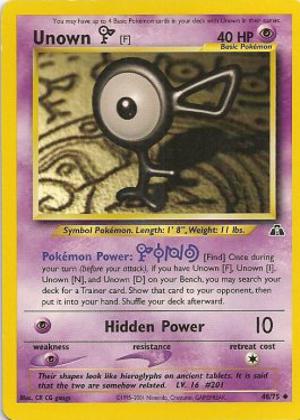 You may have up to 4 Basic Pokémon cards in your deck with Unown in their names.
Unown [F] 40 HP
Basic Pokémon
Symbol Pokémon. Length: 1' 8", Weight: 11 lbs.
Pokémon Power: [Find] Once during
your turn (before your attack), if you have Unown [F], Unown [I],
Unown [N], and Unown [D] on your Bench, you may search your
deck for a Trainer card. Show that card to your opponent, then
put it into your hand. Shuffle your deck afterward.
Hidden Power 10
weakness resistance retreat cost
Their shapes look like hieroglyphs on ancient tablets. It is said
that the two are somehow related. LV. 16 #201
Illus. CR CG gangs ©1995-2001 Nintendo, Creatures, GAMEFREAK. 48/75